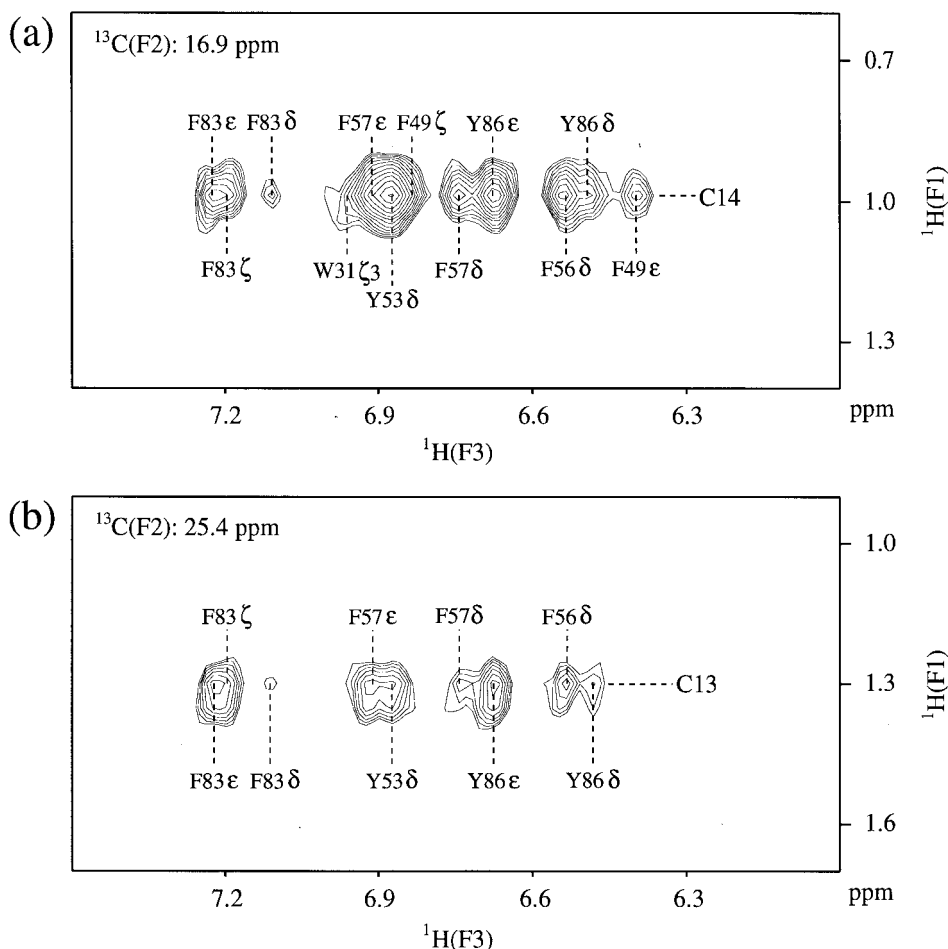 (a)
¹³C(F2): 16.9 ppm
F83ε F83δ F57ε F49ζ Y86ε Y86δ
C14
F83ζ W31ζ3 Y53δ F57δ F56δ F49ε
0.7
1.0
1.3
¹H(F1)
7.2 6.9 6.6 6.3 ppm
¹H(F3)
(b)
¹³C(F2): 25.4 ppm
F83ζ F57ε F57δ F56δ
C13
F83ε F83δ Y53δ Y86ε Y86δ
1.0
1.3
1.6
¹H(F1)
7.2 6.9 6.6 6.3 ppm
¹H(F3)